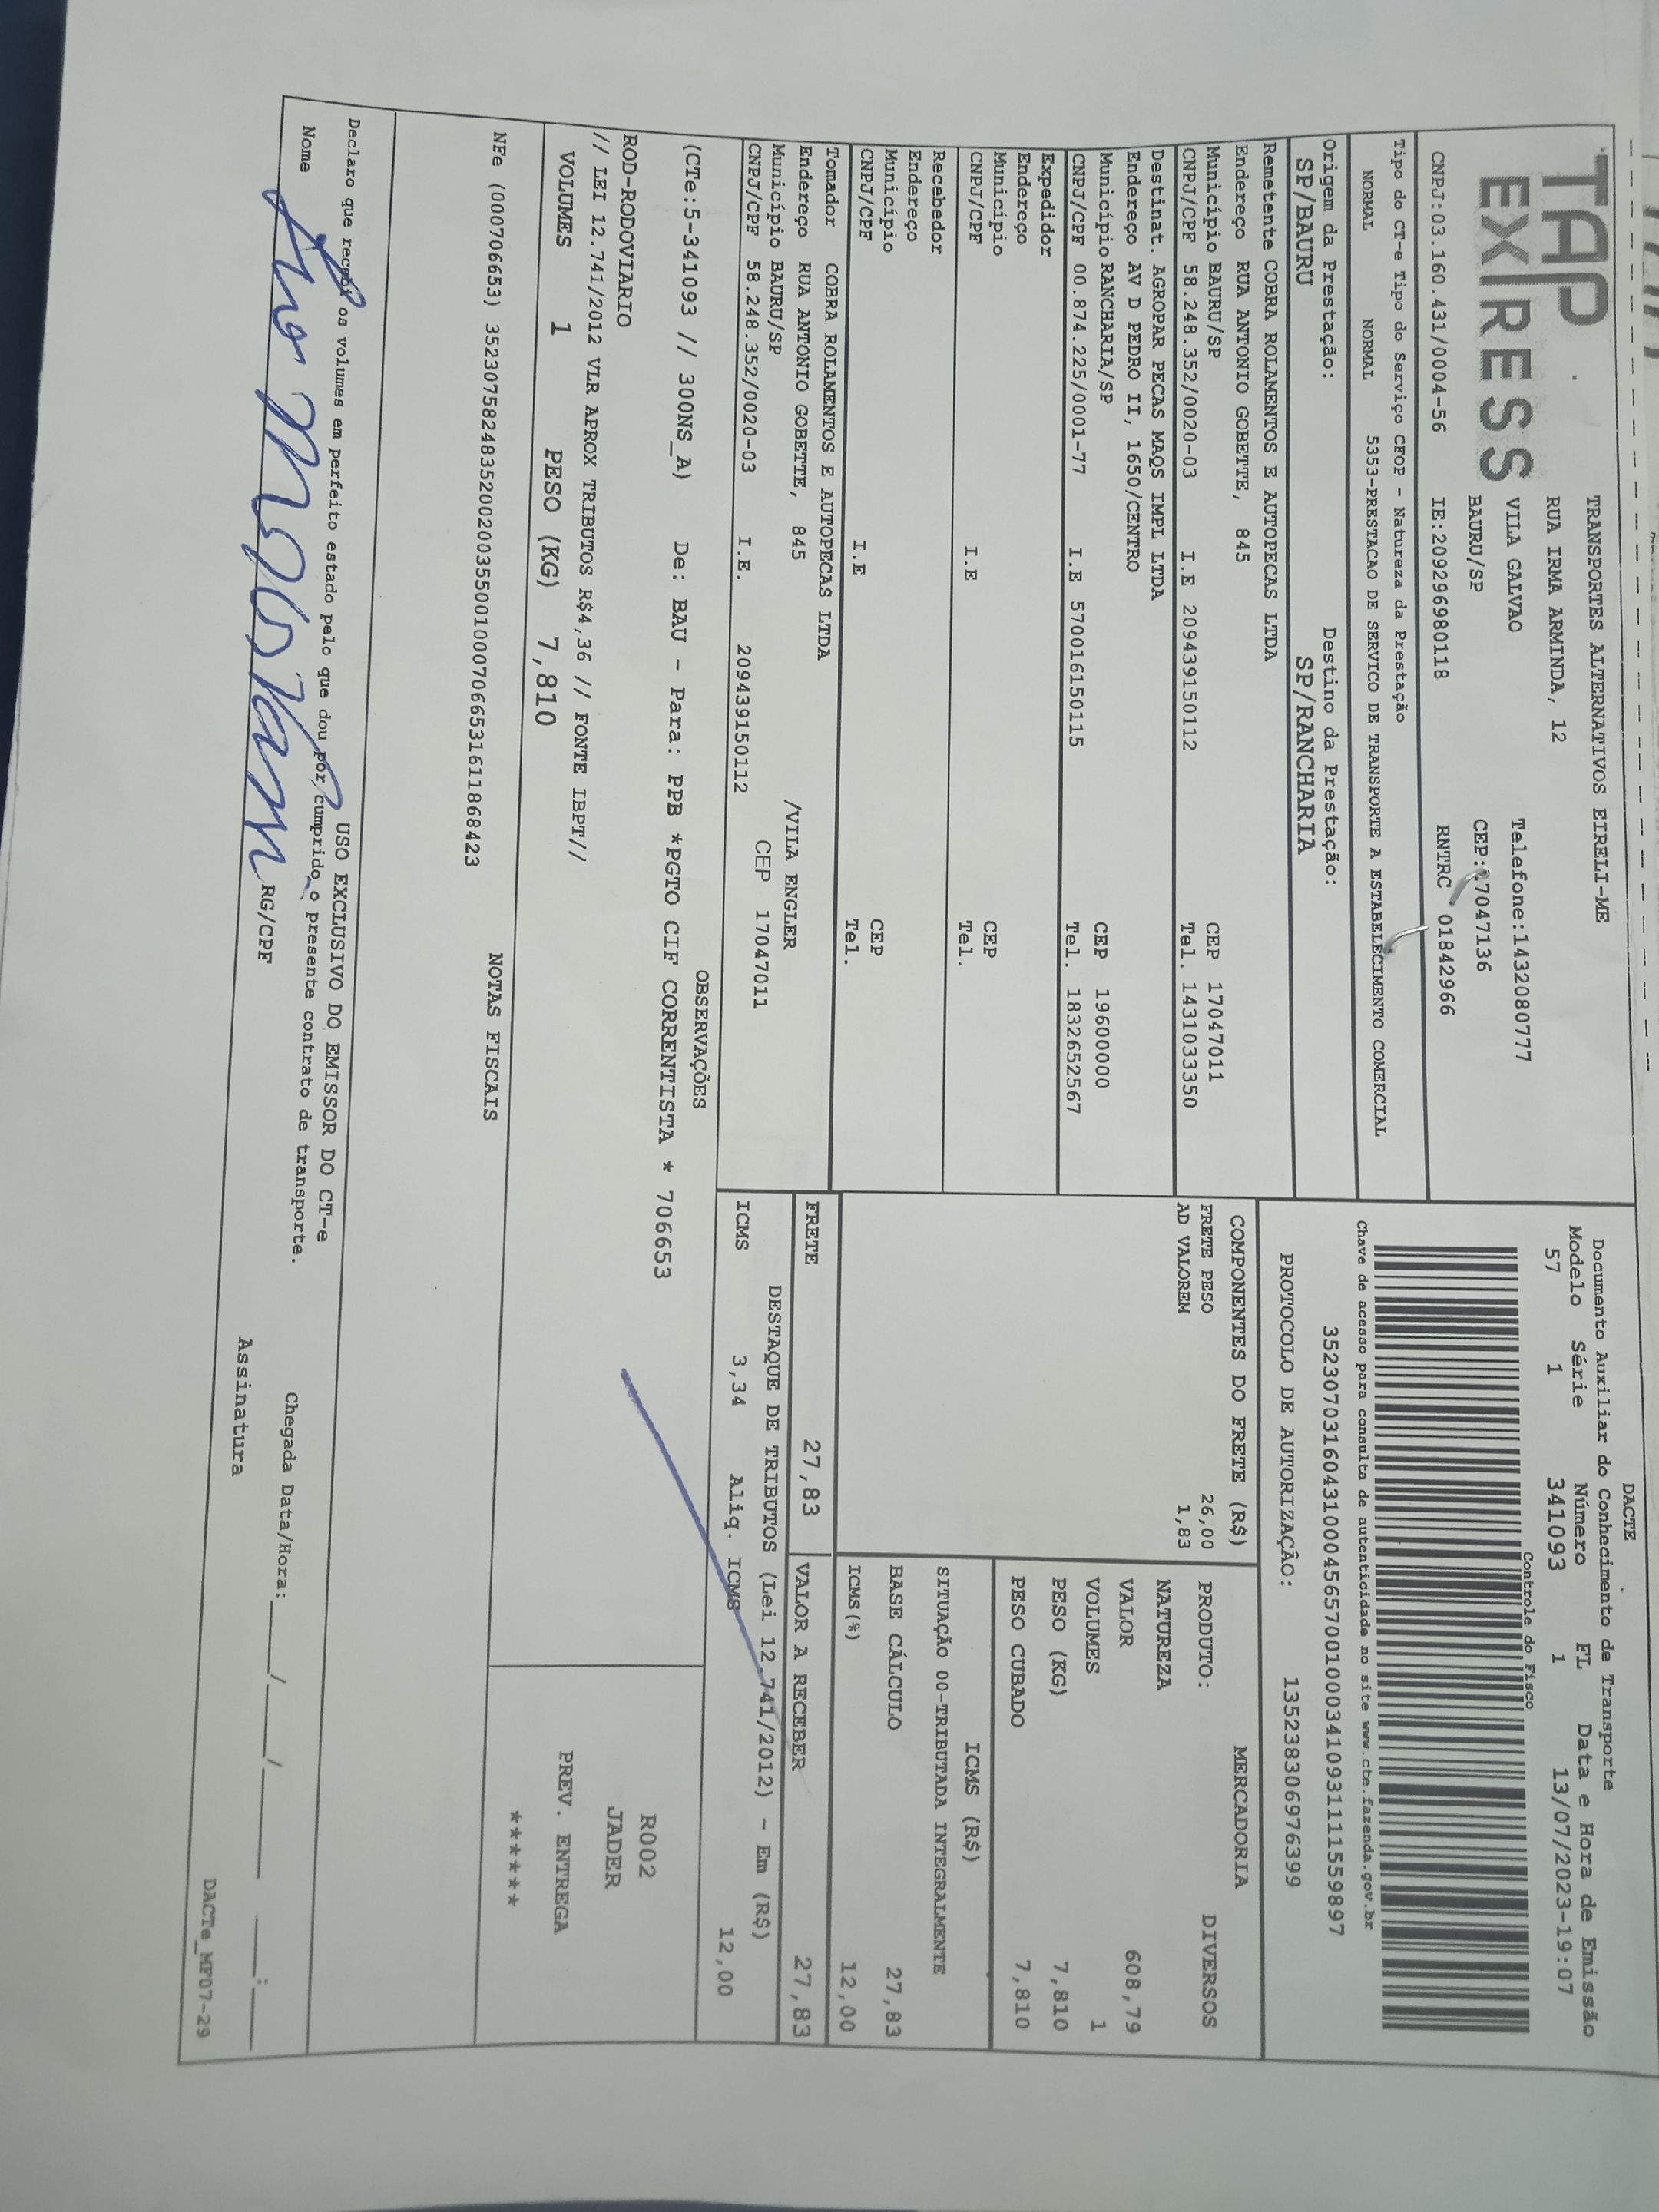 TAP
EXPRESS
TRANSPORTES ALTERNATIVOS EIRELI-ME
RUA IRMA ARMINDA, 12
VILA GALVAO Telefone:1432080777
BAURU/SP CEP:17047136
CNPJ:03.160.431/0004-56 IE:209296980118 RNTRC 01842966
DACTE
Documento Auxiliar do Conhecimento de Transporte
Modelo Série Número FL Data e Hora de Emissão
57 1 341093 1 13/07/2023-19:07
Controle do Fisco
Chave de acesso para consulta de autenticidade no site www.cte.fazenda.gov.br
PROTOCOLO DE AUTORIZAÇÃO: 135238306976399
Tipo do CT-e Tipo do Serviço CFOP - Natureza da Prestação
NORMAL NORMAL 5353-PRESTACAO DE SERVICO DE TRANSPORTE A ESTABELECIMENTO COMERCIAL
Origem da Prestação: Destino da Prestação:
SP/BAURU SP/RANCHARIA
Remetente COBRA ROLAMENTOS E AUTOPECAS LTDA
Endereço RUA ANTONIO GOBETTE, 845
Município BAURU/SP CEP 17047011
CNPJ/CPF 58.248.352/0020-03 I.E 209439150112 Tel. 1431033350
Destinat. AGROPAR PECAS MAQS IMPL LTDA
Endereço AV D PEDRO II, 1650/CENTRO
Município RANCHARIA/SP CEP 19600000
CNPJ/CPF 00.874.225/0001-77 I.E 570016150115 Tel. 1832652567
Expedidor
Endereço
Município CEP
CNPJ/CPF I.E Tel.
Recebedor
Endereço
Município CEP
CNPJ/CPF I.E Tel.
Tomador COBRA ROLAMENTOS E AUTOPECAS LTDA
Endereço RUA ANTONIO GOBETTE, 845 /VILA ENGLER
Município BAURU/SP CEP 17047011
CNPJ/CPF 58.248.352/0020-03 I.E. 209439150112
COMPONENTES DO FRETE (R$)
FRETE PESO 26,00
AD VALOREM 1,83
MERCADORIA
PRODUTO: DIVERSOS
NATUREZA
VALOR 608,79
VOLUMES 1
PESO (KG) 7,810
PESO CUBADO 7,810
ICMS (R$)
SITUAÇÃO 00-TRIBUTADA INTEGRALMENTE
BASE CÁLCULO 27,83
ICMS(%) 12,00
FRETE 27,83 VALOR A RECEBER 27,83
DESTAQUE DE TRIBUTOS (Lei 12.741/2012) - Em (R$)
ICMS 3,34 Aliq. ICMS 12,00
OBSERVAÇÕES
(CTe:5-341093 // 300NS_A) De: BAU - Para: PPB *PGTO CIF CORRENTISTA * 706653
ROD-RODOVIARIO
// LEI 12.741/2012 VLR APROX TRIBUTOS R$4,36 // FONTE IBPT//
VOLUMES 1 PESO (KG) 7,810
R002
JADER
PREV. ENTREGA
*******
NOTAS FISCAIS
NFe (000706653) 35230758248352002003550010007066531611868423
USO EXCLUSIVO DO EMISSOR DO CT-e
Declaro que recebi os volumes em perfeito estado pelo que dou por cumprido o presente contrato de transporte.
Nome RG/CPF Assinatura Chegada Data/Hora: / / :
DACTe_MF07-29